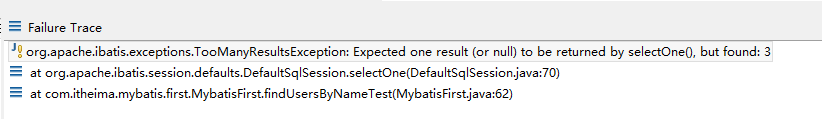 Failure Trace
org.apache.ibatis.exceptions.TooManyResultsException: Expected one result (or null) to be returned by selectOne(), but found: 3
at org.apache.ibatis.session.defaults.DefaultSqlSession.selectOne(DefaultSqlSession.java:70)
at com.itheima.mybatis.first.MybatisFirst.findUsersByNameTest(MybatisFirst.java:62)